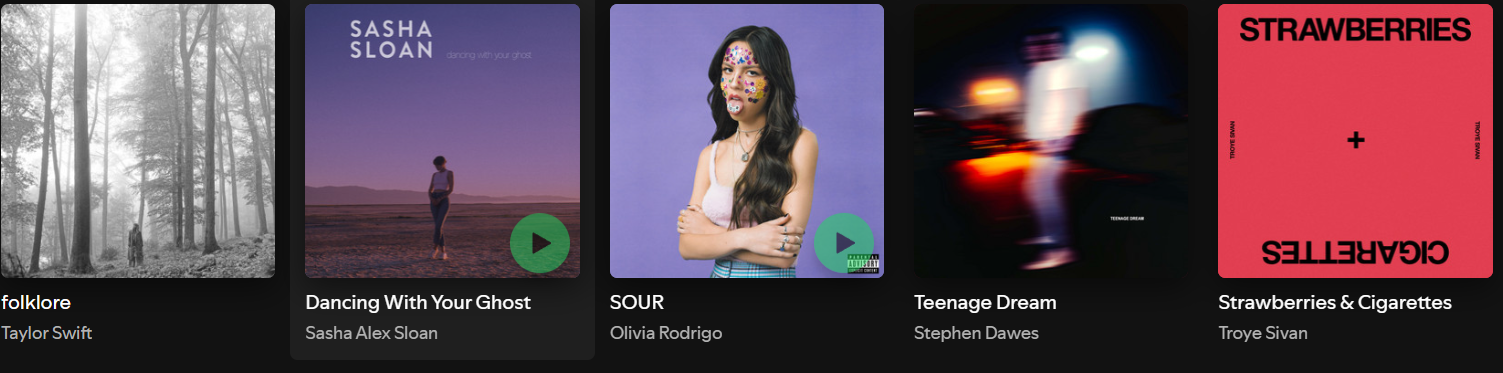 SASHA
SLOAN
dancing with your ghost
PARENTAL
ADVISORY
EXPLICIT CONTENT
TEENAGE DREAM
STRAWBERRIES
TROYE SIVAN
+
TROYE SIVAN
CIGARETTES
folklore
Taylor Swift
Dancing With Your Ghost
Sasha Alex Sloan
SOUR
Olivia Rodrigo
Teenage Dream
Stephen Dawes
Strawberries & Cigarettes
Troye Sivan